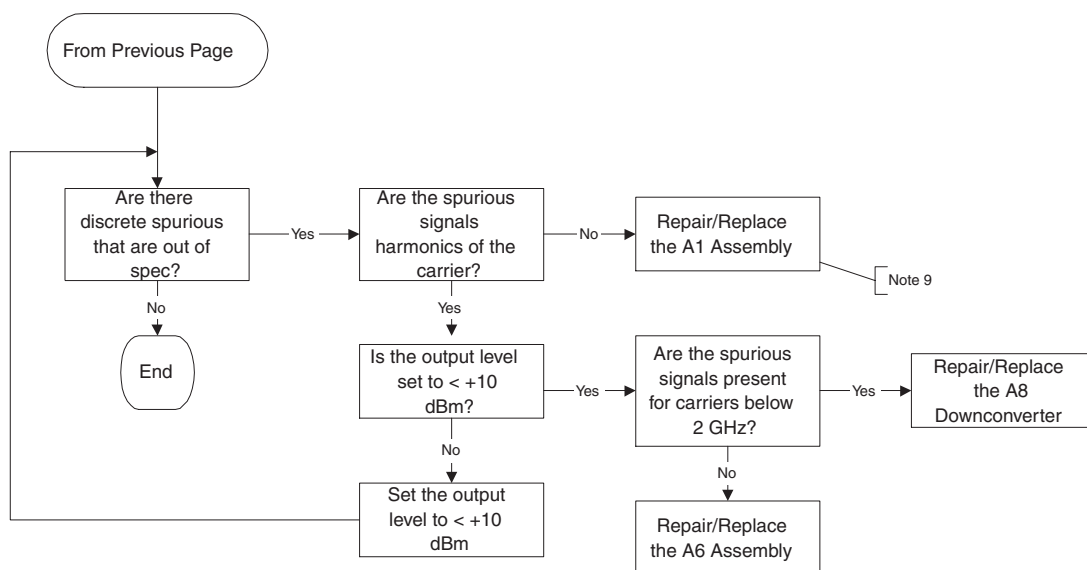 From Previous Page
Are there
discrete spurious
that are out of
spec?
Yes
Are the spurious
signals
harmonics of the
carrier?
No
Repair/Replace
the A1 Assembly
Note 9
No
Yes
End
Is the output level
set to < +10
dBm?
Yes
Are the spurious
signals present
for carriers below
2 GHz?
Yes
Repair/Replace
the A8
Downconverter
No
No
Set the output
level to < +10
dBm
Repair/Replace
the A6 Assembly